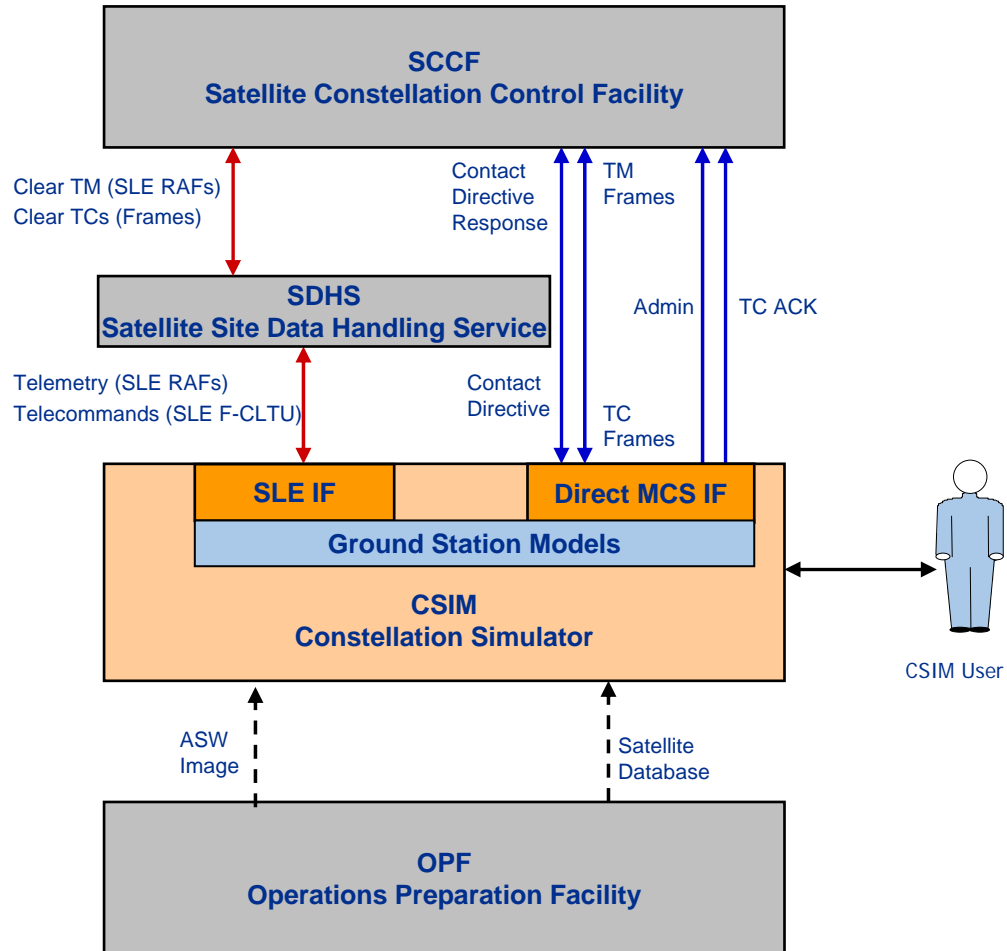 SCCF
Satellite Constellation Control Facility
Clear TM (SLE RAFs)
Clear TCs (Frames)
Contact
Directive
Response
TM
Frames
SDHS
Satellite Site Data Handling Service
Admin
TC ACK
Telemetry (SLE RAFs)
Telecommands (SLE F-CLTU)
Contact
Directive
TC
Frames
SLE IF
Direct MCS IF
Ground Station Models
CSIM
Constellation Simulator
CSIM User
ASW
Image
Satellite
Database
OPF
Operations Preparation Facility